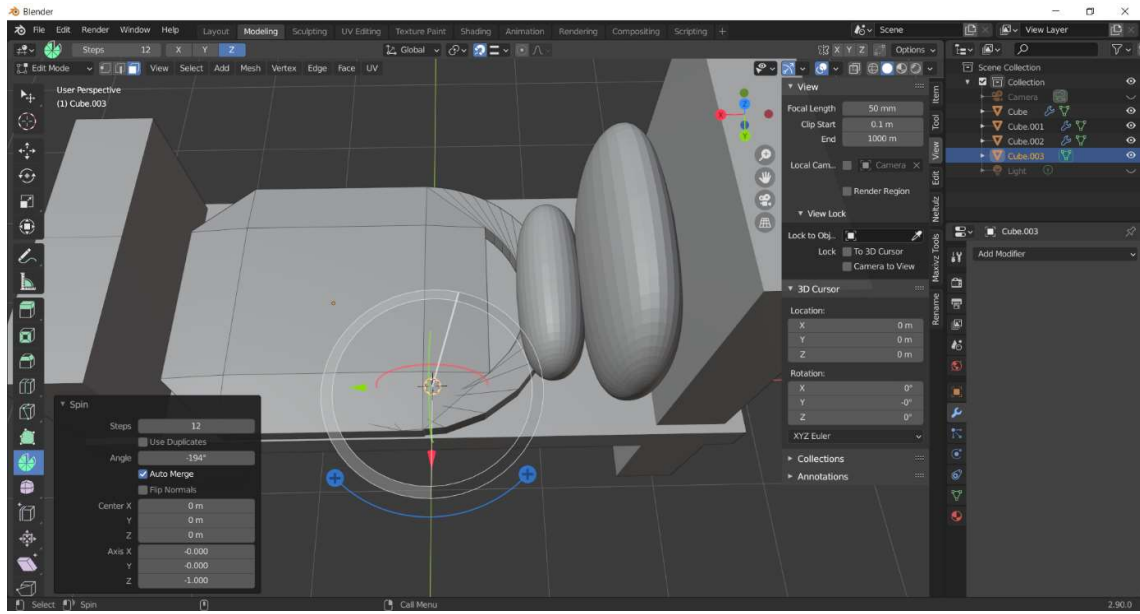 Blender
File Edit Render Window Help Layout Modeling Sculpting UV Editing Texture Paint Shading Animation Rendering Compositing Scripting + Scene View Layer
Steps 12 X Y Z Global X Y Z Options
Edit Mode View Select Add Mesh Vertex Edge Face UV
User Perspective
(1) Cube.003
X
Z
Y
View
Focal Length 50 mm
Clip Start 0.1 m
End 1000 m
Local Cam... Camera
Render Region
View Lock
Lock to Obj...
Lock To 3D Cursor
Camera to View
3D Cursor
Location:
X 0 m
Y 0 m
Z 0 m
Rotation:
X 0°
Y -0°
Z 0°
XYZ Euler
Collections
Annotations
Item
Tool
View
Edit
Neltulz
Maxivz Tools
Rename
Scene Collection
Collection
Camera
Cube
Cube.001
Cube.002
Cube.003
Light
Cube.003
Add Modifier
Spin
Steps 12
Use Duplicates
Angle -194°
Auto Merge
Flip Normals
Center X 0 m
Y 0 m
Z 0 m
Axis X -0.000
Y -0.000
Z -1.000
Select Spin Call Menu 2.90.0